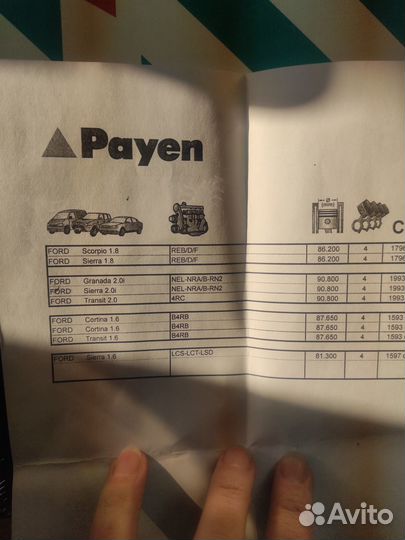 Payen
Ø
(mm)
C
FORD Scorpio 1.8 REB/D/F 86.200 4 1796
FORD Sierra 1.8 REB/D/F 86.200 4 1796
FORD Granada 2.0i NEL-NRA/B-RN2 90.800 4 1993
FORD Sierra 2.0i NEL-NRA/B-RN2 90.800 4 1993
FORD Transit 2.0 4RC 90.800 4 1993
FORD Cortina 1.6 B4RB 87.650 4 1593
FORD Cortina 1.6 B4RB 87.650 4 1593
FORD Transit 1.6 B4RB 87.650 4 1593 c
FORD Sierra 1.6 LCS-LCT-LSD 81.300 4 1597 c
Avito